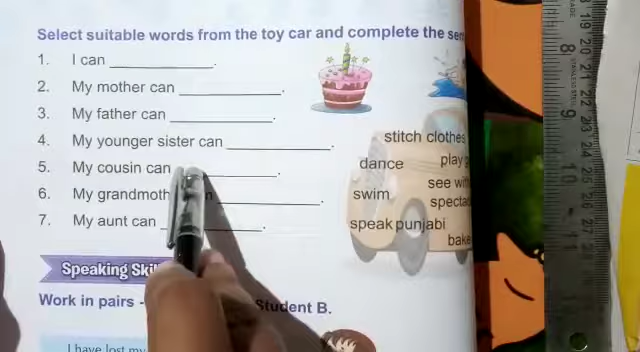 Select suitable words from the toy car and complete the
1. I can ____________.
2. My mother can ____________.
3. My father can ____________.
4. My younger sister can ____________.
5. My cousin can ____________.
6. My grandmoth n ____________.
7. My aunt can ____________.
stitch clothes
dance play
swim see
specta
speak punjabi
bake
Speaking Ski
Work in pairs - Student B.
I have lost my